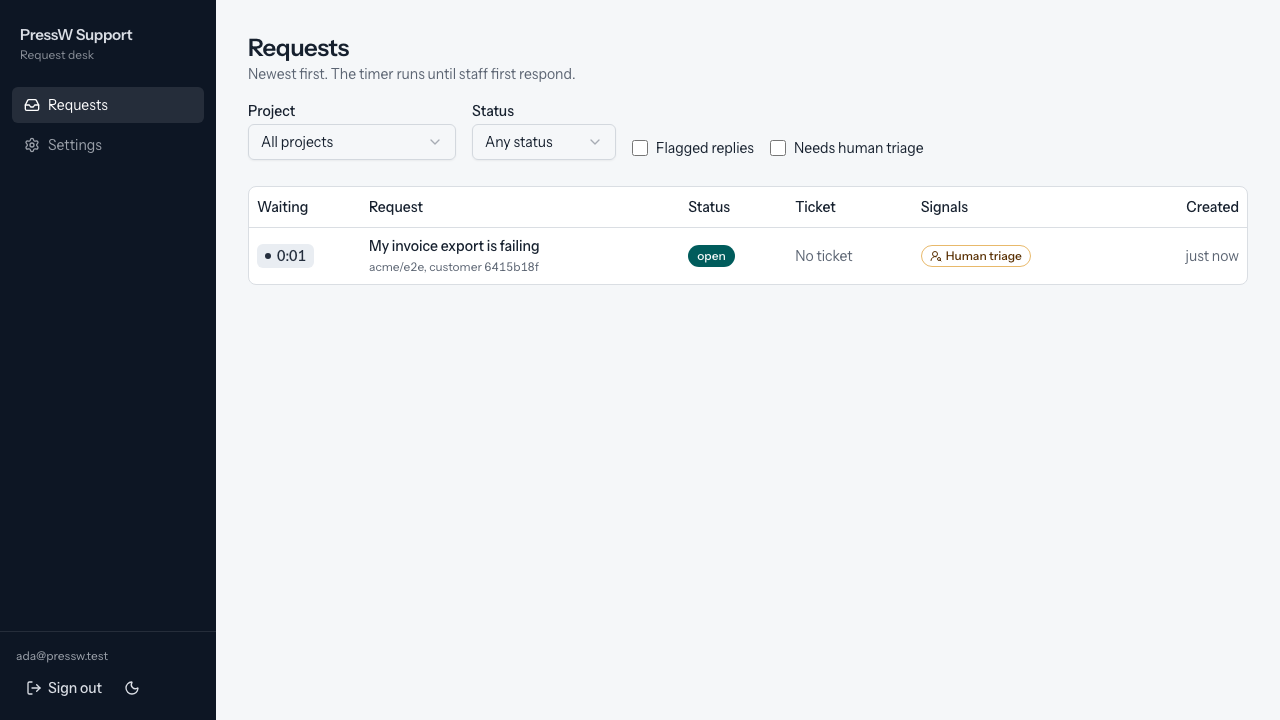 PressW Support
Request desk
Requests
Settings
ada@pressw.test
Sign out
Requests
Newest first. The timer runs until staff first respond.
Project
Status
All projects
Any status
Flagged replies
Needs human triage
Waiting Request Status Ticket Signals Created
0:01 My invoice export is failing open No ticket Human triage just now
acme/e2e, customer 6415b18f